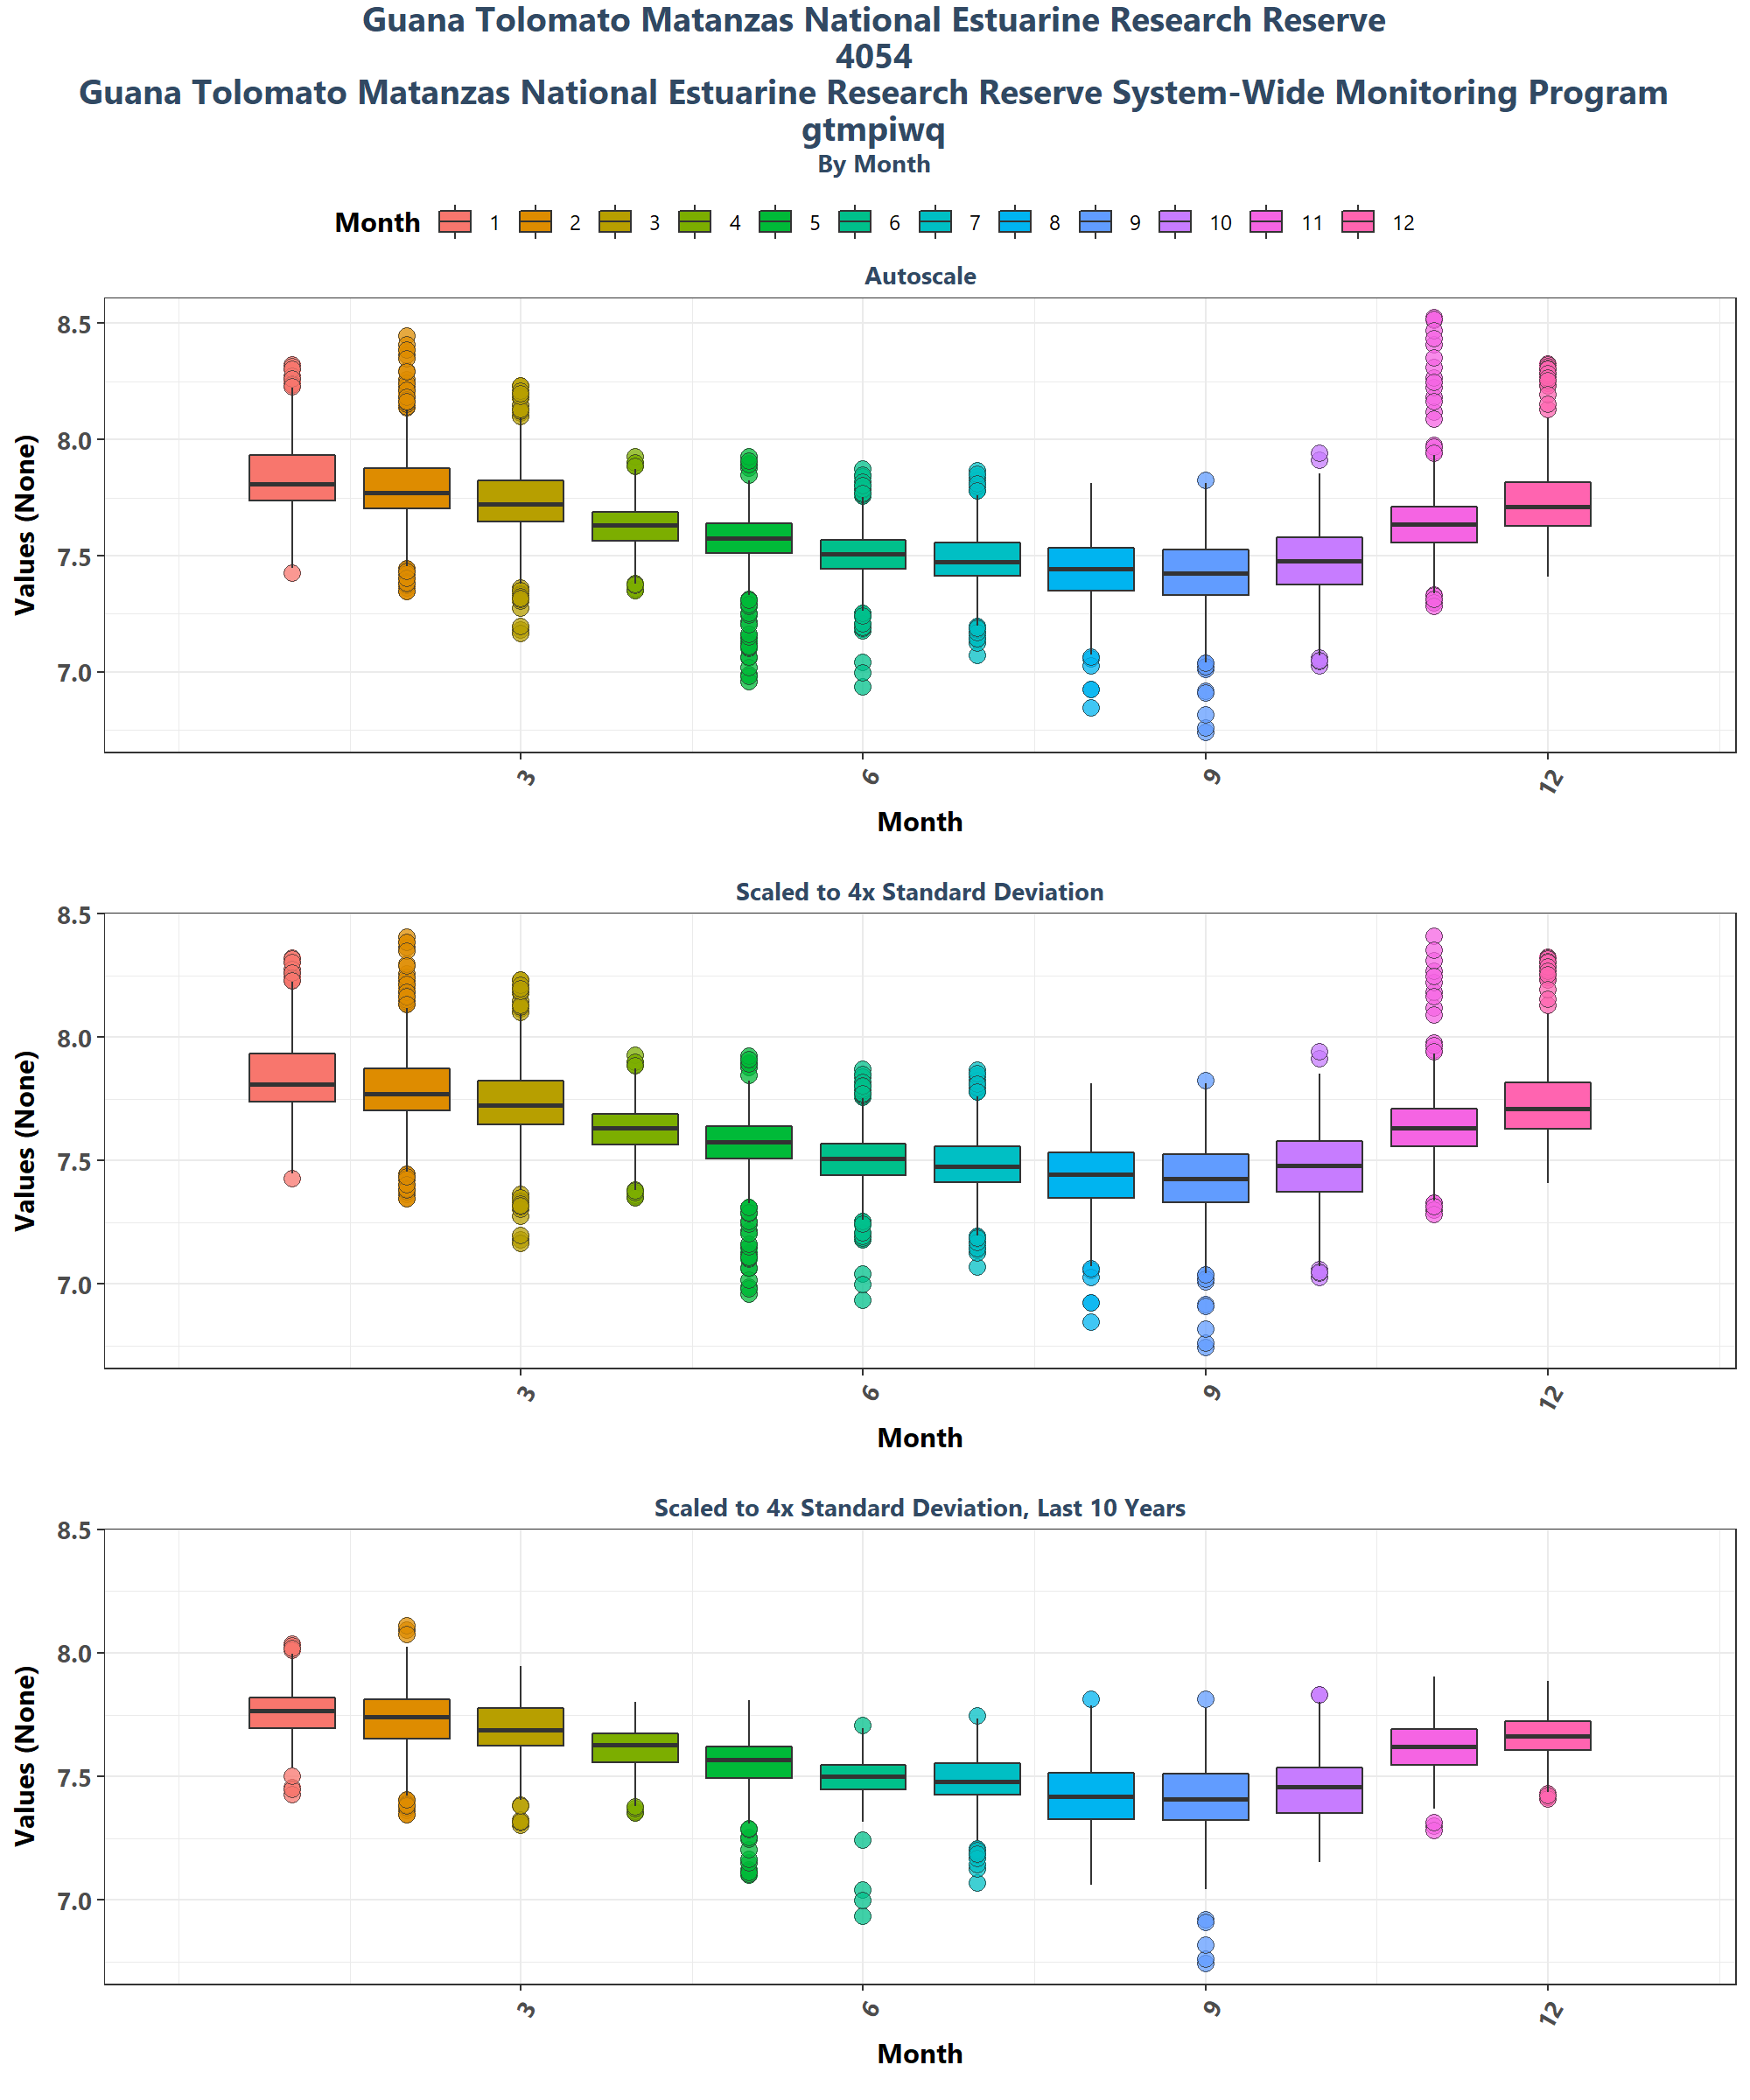 Guana Tolomato Matanzas National Estuarine Research Reserve
4054
Guana Tolomato Matanzas National Estuarine Research Reserve System-Wide Monitoring Program
gtmpiwq
By Month
Month 1 2 3 4 5 6 7 8 9 10 11 12
Autoscale
Values (None)
8.5
8.0
7.5
7.0
3 6 9 12
Month
Scaled to 4x Standard Deviation
Values (None)
8.5
8.0
7.5
7.0
3 6 9 12
Month
Scaled to 4x Standard Deviation, Last 10 Years
Values (None)
8.5
8.0
7.5
7.0
3 6 9 12
Month